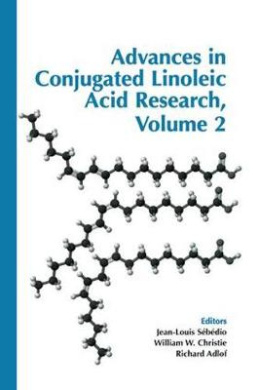 Advances in
Conjugated Linoleic
Acid Research,
Volume 2
Editors
Jean-Louis Sébédio
William W. Christie
Richard Adlof